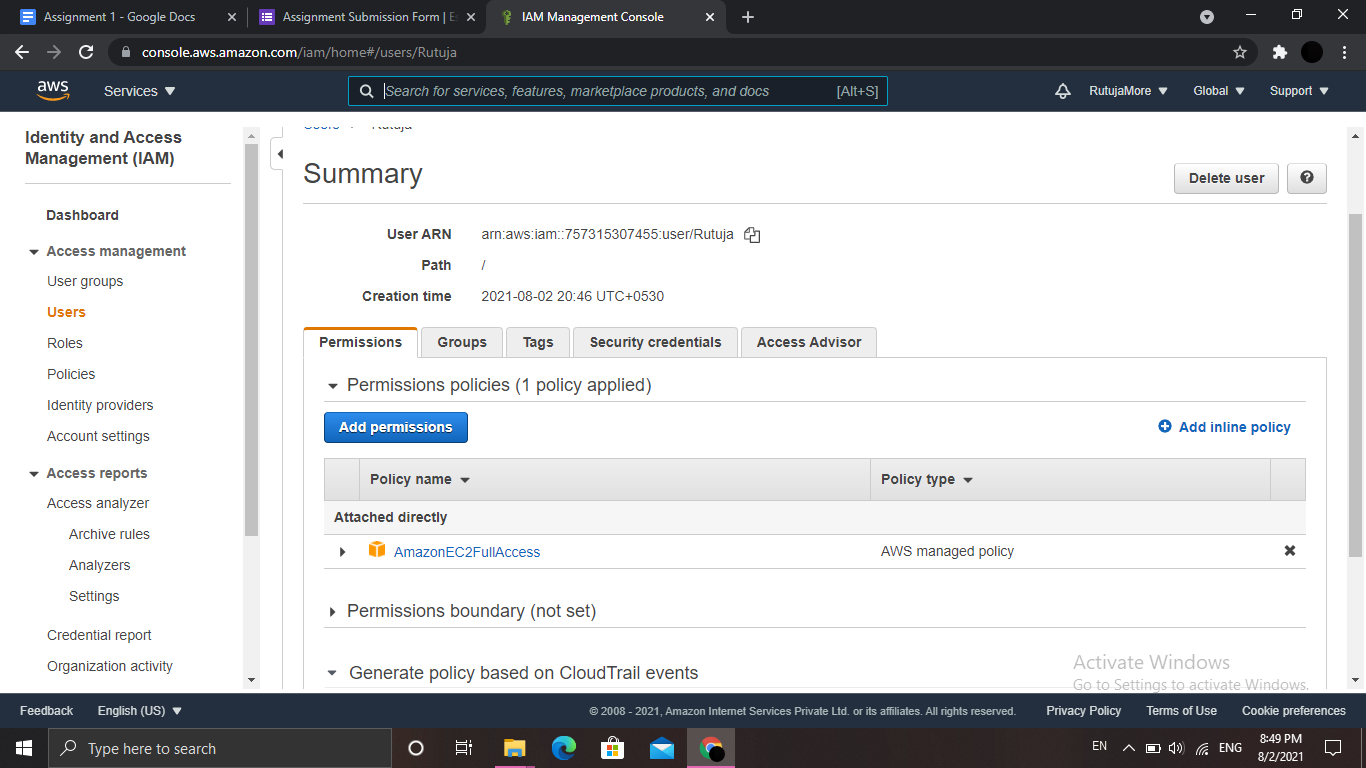 Assignment 1 - Google Docs
Assignment Submission Form | Es
IAM Management Console
console.aws.amazon.com/iam/home#/users/Rutuja
aws
Services
Search for services, features, marketplace products, and docs [Alt+S]
RutujaMore
Global
Support
Identity and Access
Management (IAM)
Dashboard
Access management
User groups
Users
Roles
Policies
Identity providers
Account settings
Access reports
Access analyzer
Archive rules
Analyzers
Settings
Credential report
Organization activity
Users Rutuja
Summary
Delete user
User ARN arn:aws:iam::757315307455:user/Rutuja
Path /
Creation time 2021-08-02 20:46 UTC+0530
Permissions Groups Tags Security credentials Access Advisor
Permissions policies (1 policy applied)
Add permissions
Add inline policy
Policy name Policy type
Attached directly
AmazonEC2FullAccess AWS managed policy
Permissions boundary (not set)
Generate policy based on CloudTrail events
Activate Windows
Go to Settings to activate Windows.
Feedback English (US) © 2008 - 2021, Amazon Internet Services Private Ltd. or its affiliates. All rights reserved. Privacy Policy Terms of Use Cookie preferences
Type here to search
EN
ENG
8:49 PM
8/2/2021